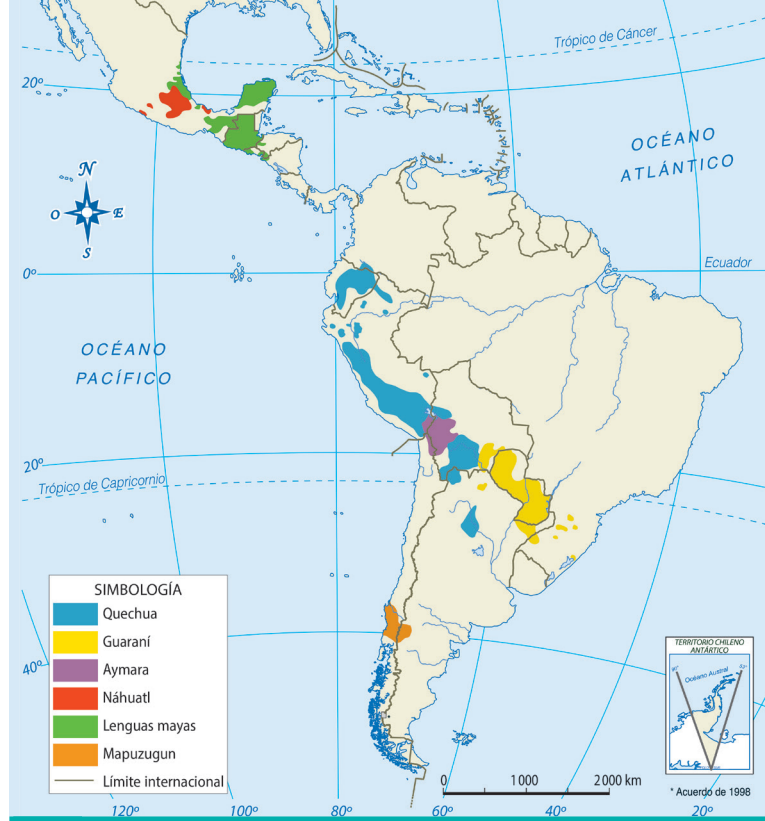 Trópico de Cáncer
20º
OCÉANO
ATLÁNTICO
N
O
E
S
0º
Ecuador
OCÉANO
PACÍFICO
20º
Trópico de Capricornio
SIMBOLOGÍA
Quechua
Guaraní
Aymara
Náhuatl
Lenguas mayas
Mapuzugun
Límite internacional
40º
TERRITORIO CHILENO
ANTÁRTICO
Océano Austral
0
1000
2000 km
* Acuerdo de 1998
120º
100º
80º
60º
40º
20º